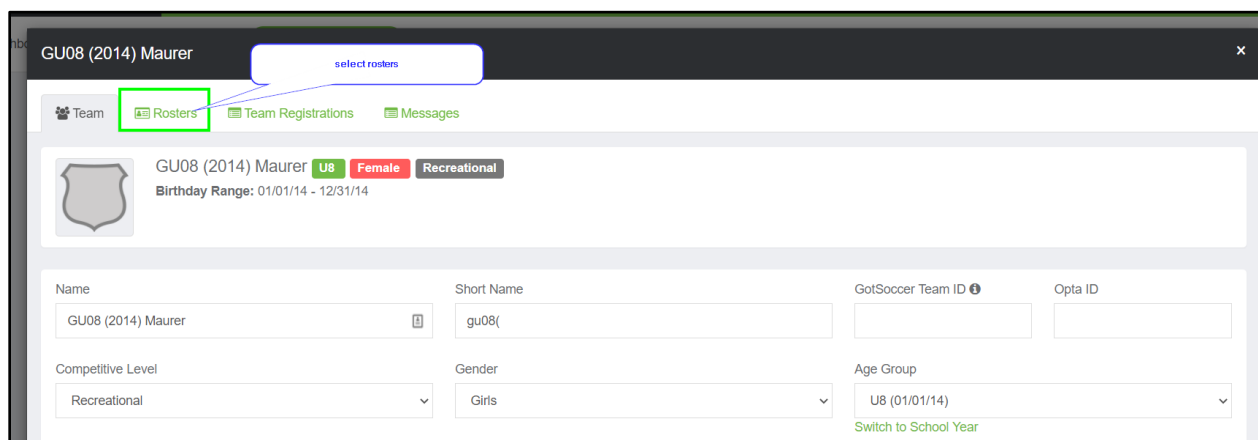 GU08 (2014) Maurer
×
select rosters
Team
Rosters
Team Registrations
Messages
GU08 (2014) Maurer U8 Female Recreational
Birthday Range: 01/01/14 - 12/31/14
Name
Short Name
GotSoccer Team ID
Opta ID
GU08 (2014) Maurer
gu08(
Competitive Level
Gender
Age Group
Recreational
Girls
U8 (01/01/14)
Switch to School Year